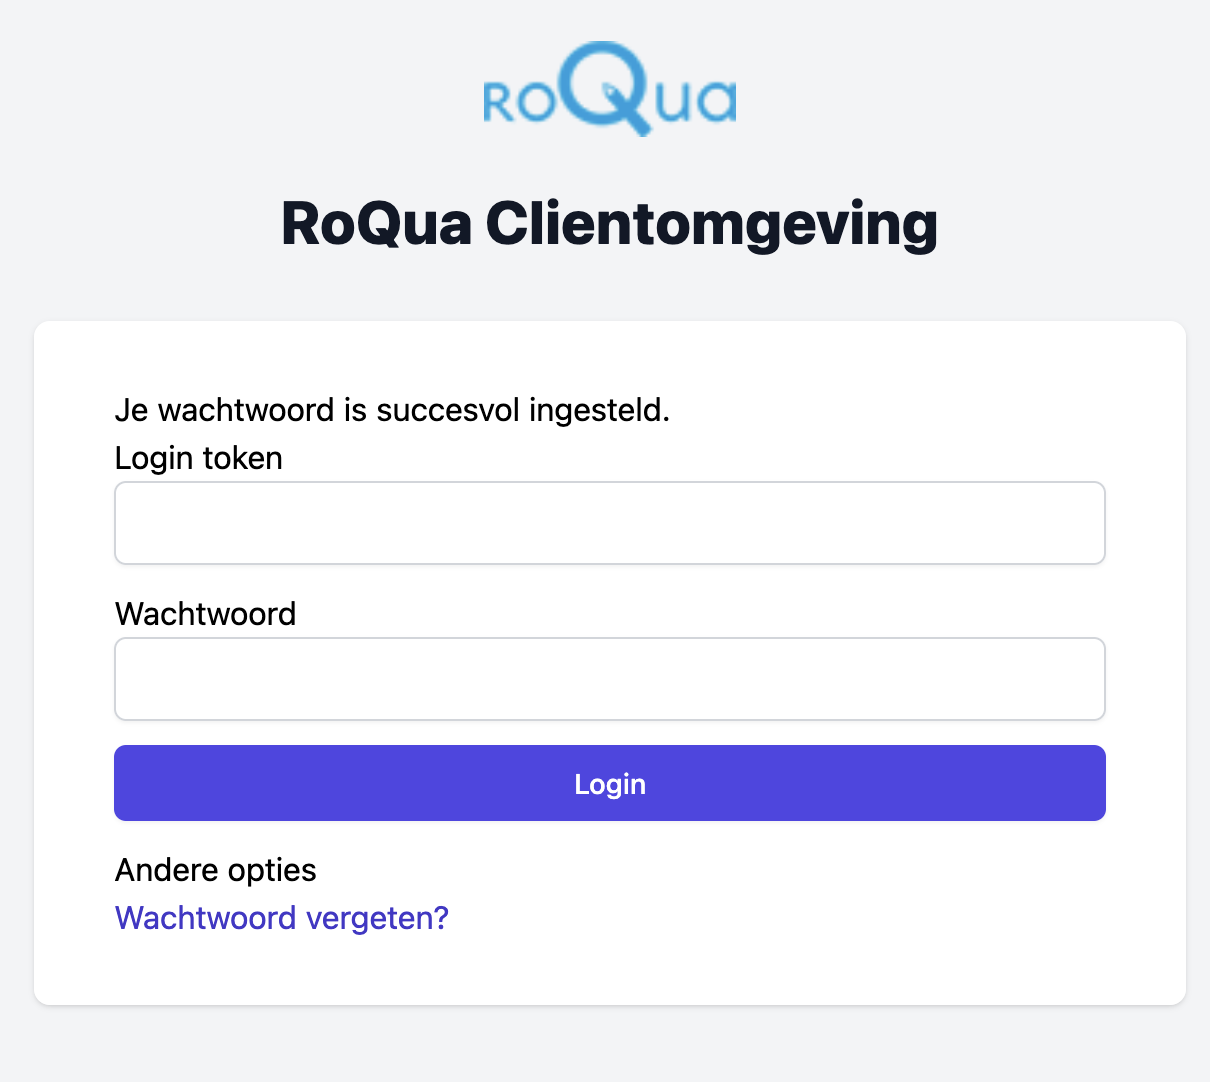 RoQua
RoQua Clientomgeving
Je wachtwoord is succesvol ingesteld.
Login token
Wachtwoord
Login
Andere opties
Wachtwoord vergeten?